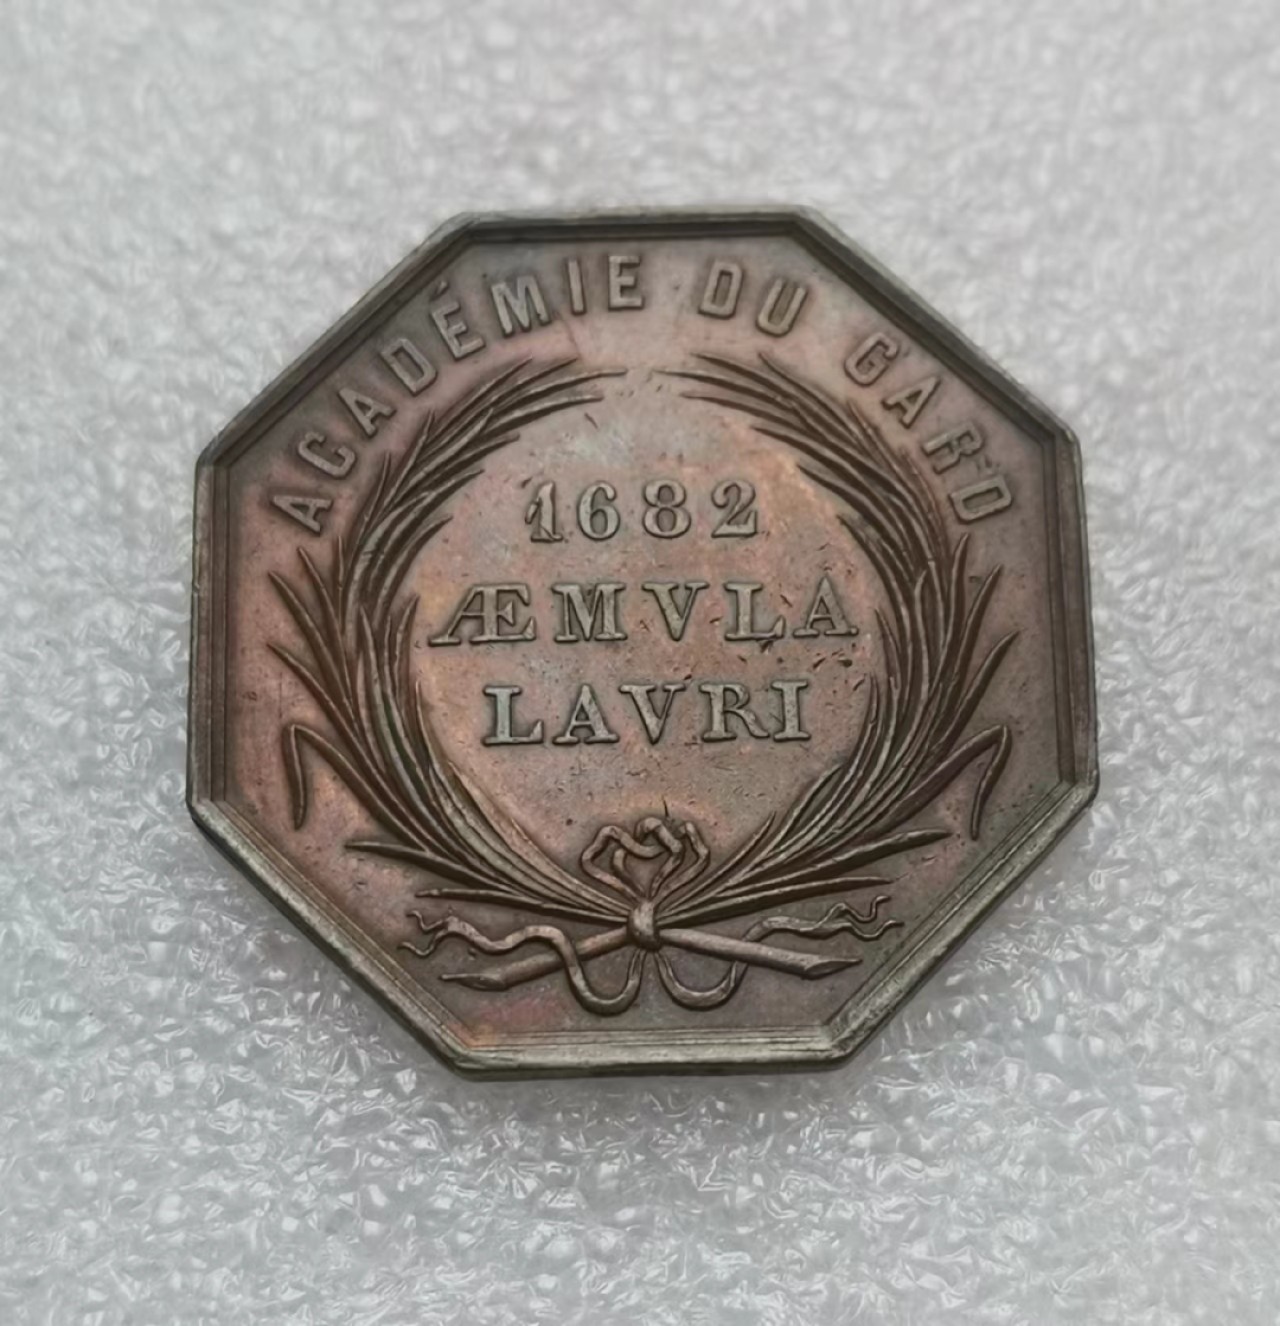 ACADÉMIE DU GARD
1682
ÆMVLA
LAVRI